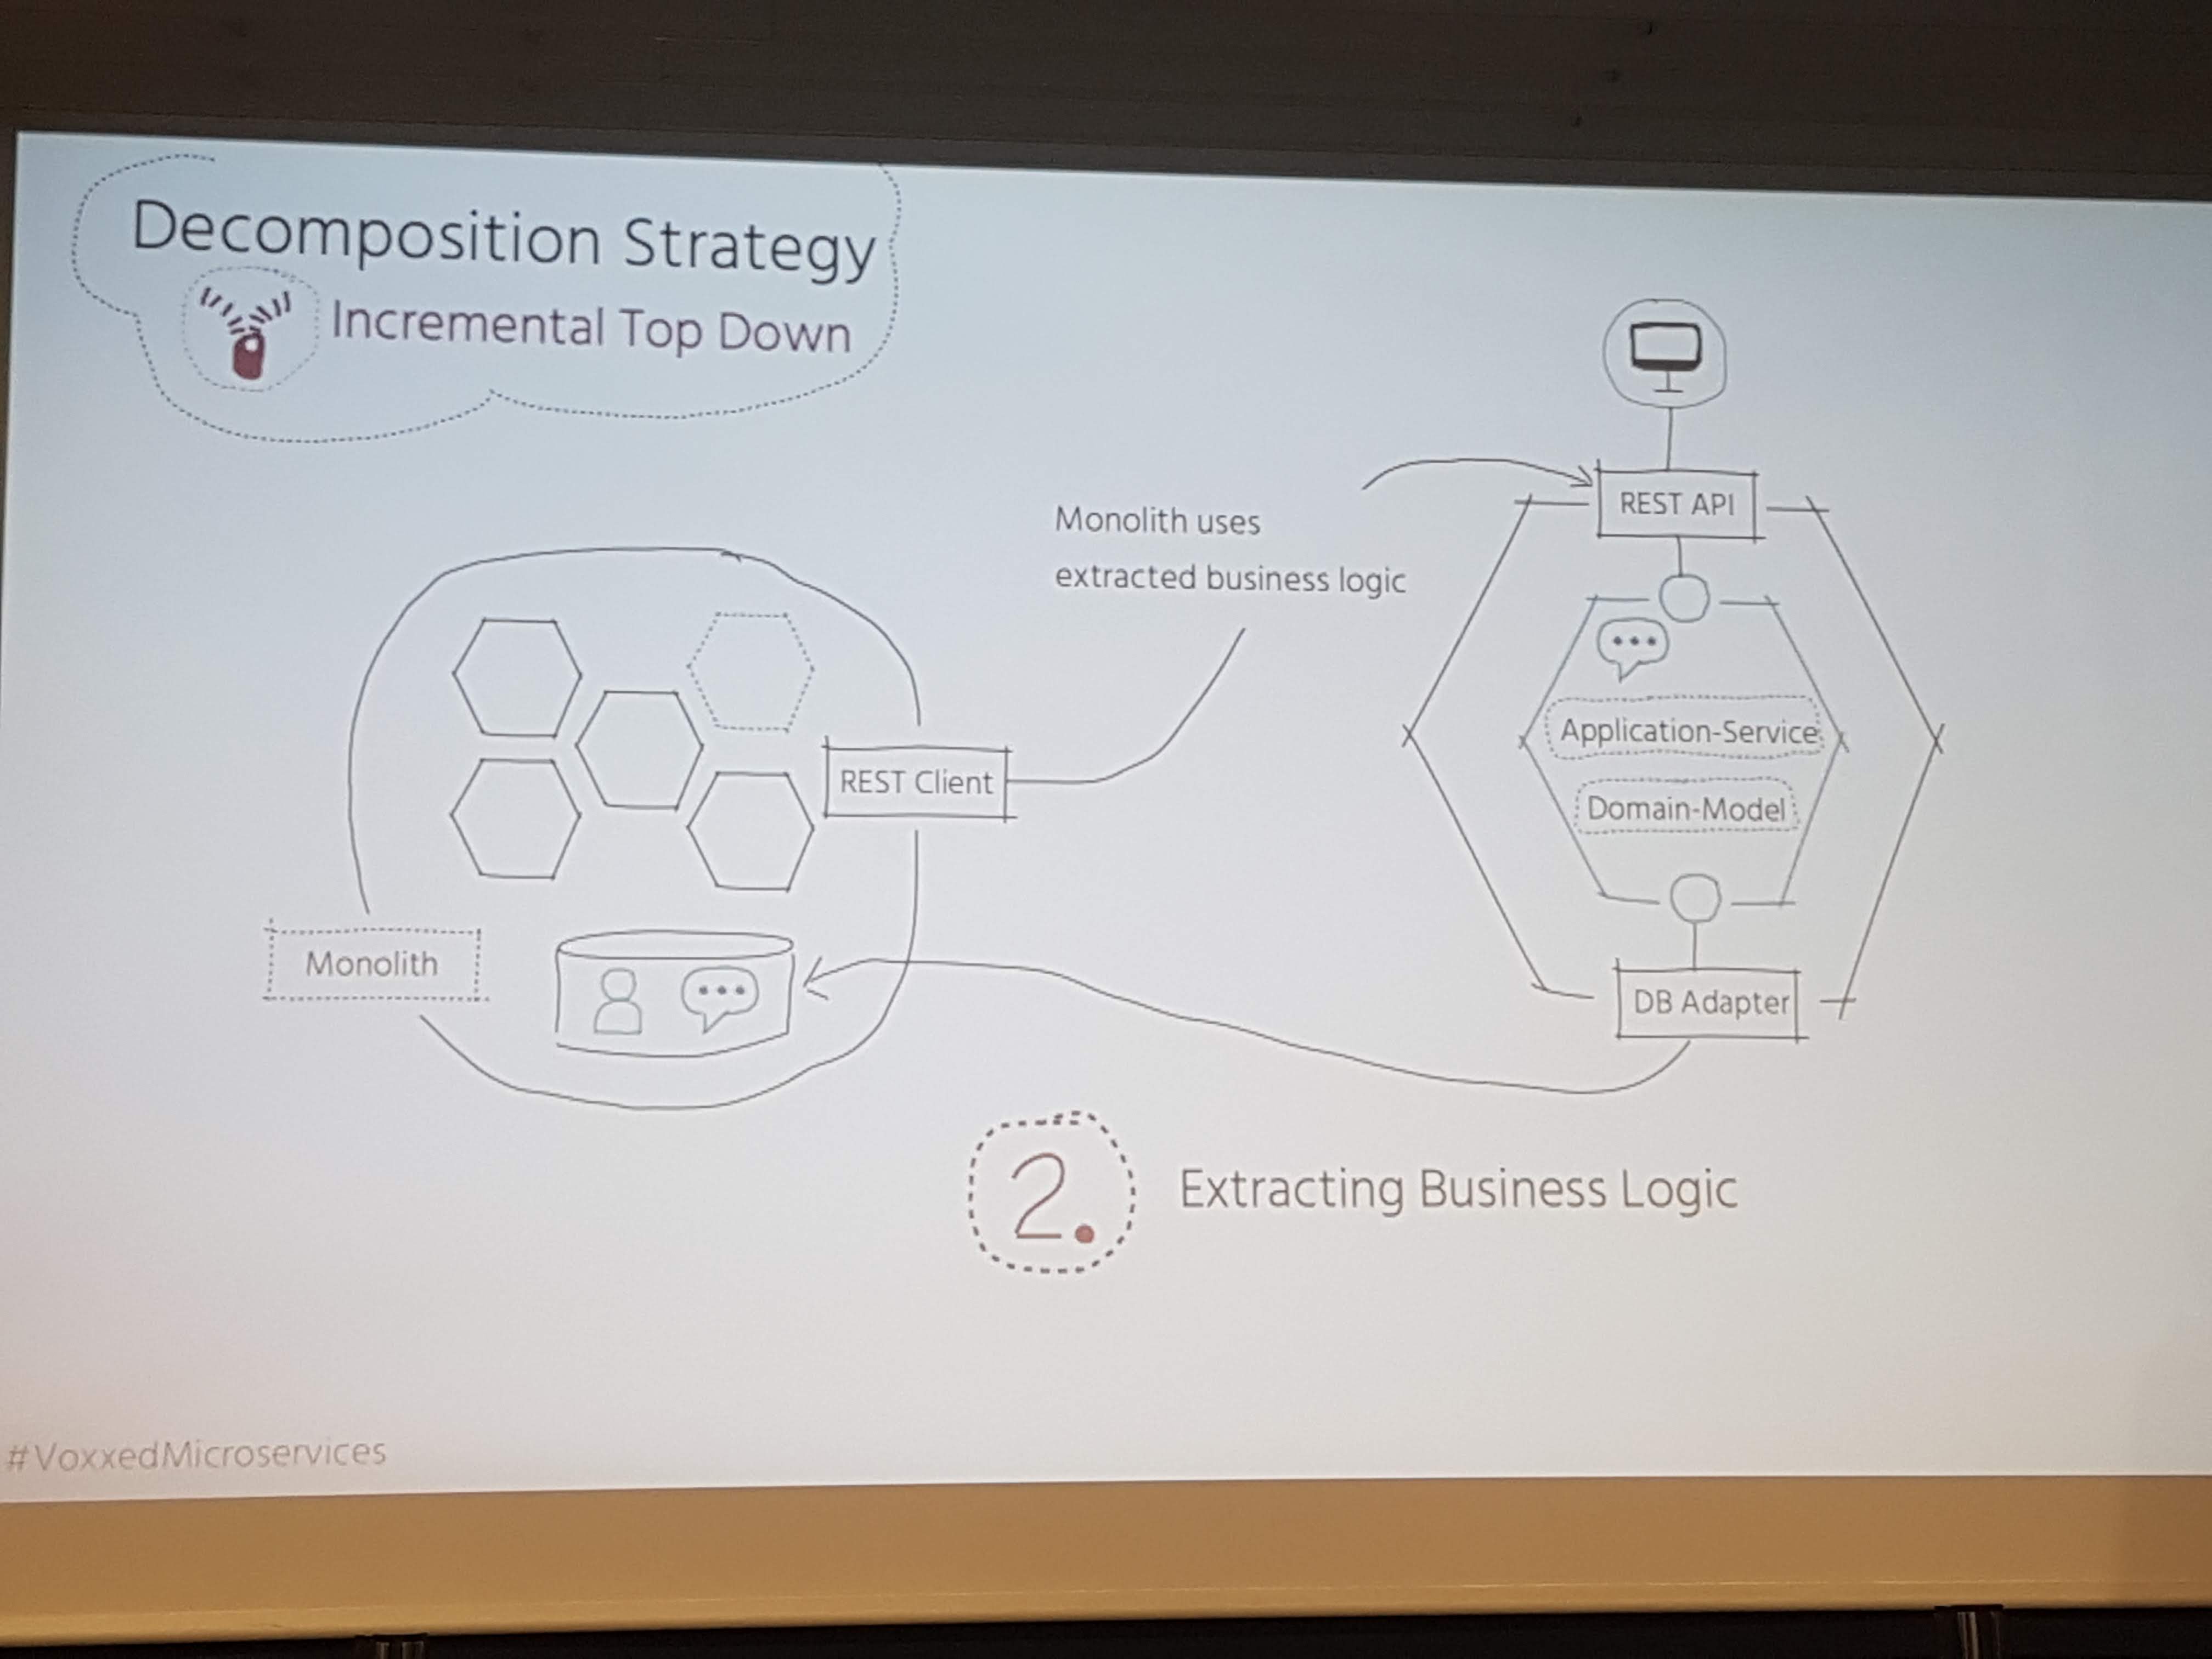 Decomposition Strategy
Incremental Top Down
Monolith uses
extracted business logic
REST API
Application-Service
Domain-Model
DB Adapter
REST Client
Monolith
2.
Extracting Business Logic
#VoxxedMicroservices